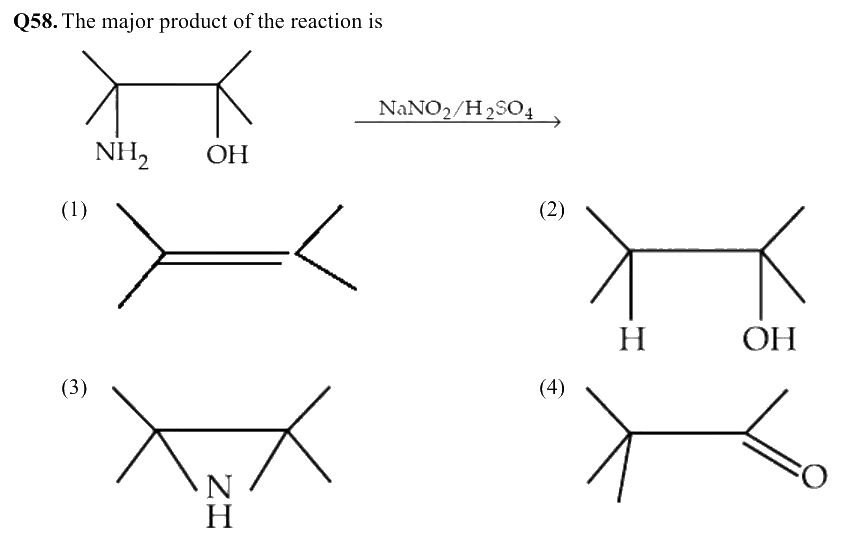 Q58. The major product of the reaction is
NH₂ OH
NaNO₂/H₂SO₄
(1)
(2)
H OH
(3)
N
H
(4)
O